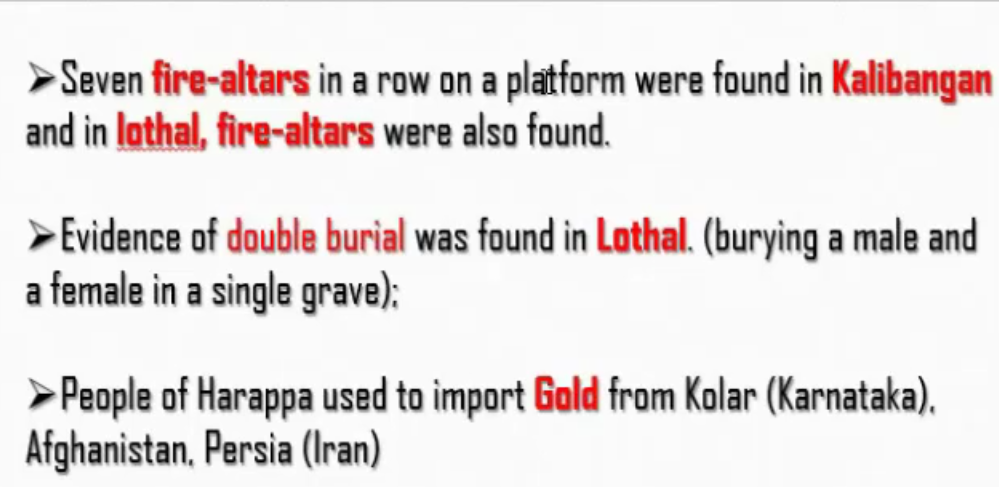 ➢Seven fire-altars in a row on a platform were found in Kalibangan
and in lothal, fire-altars were also found.
➢Evidence of double burial was found in Lothal. (burying a male and
a female in a single grave);
➢People of Harappa used to import Gold from Kolar (Karnataka),
Afghanistan, Persia (Iran)